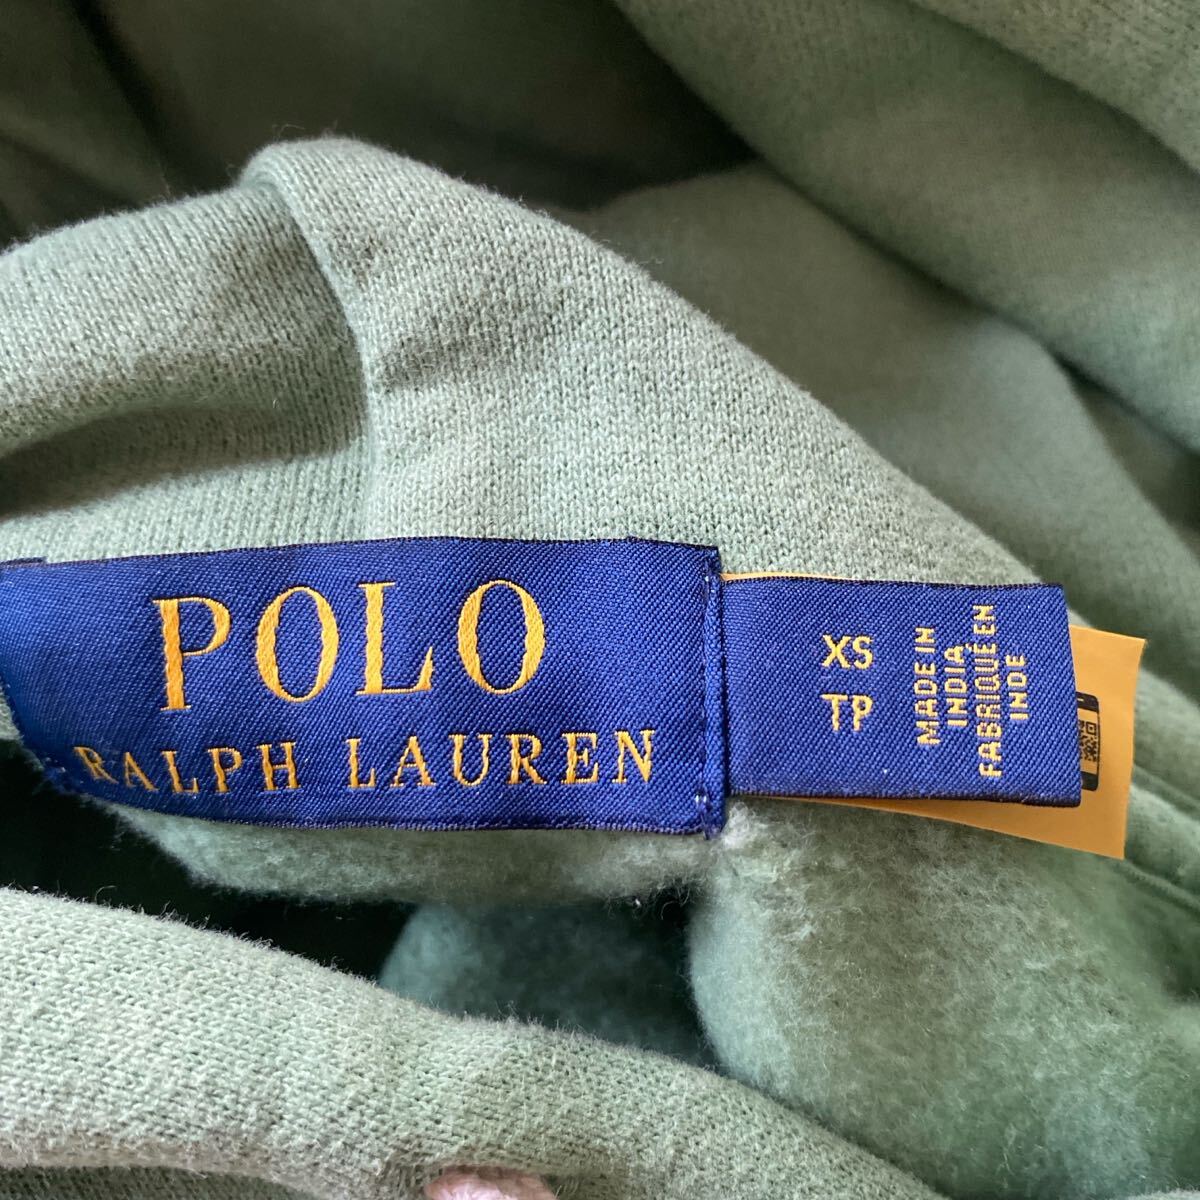 POLO
RALPH LAUREN
XS
TP
MADE IN
INDIA
FABRIQUÉ EN
INDE